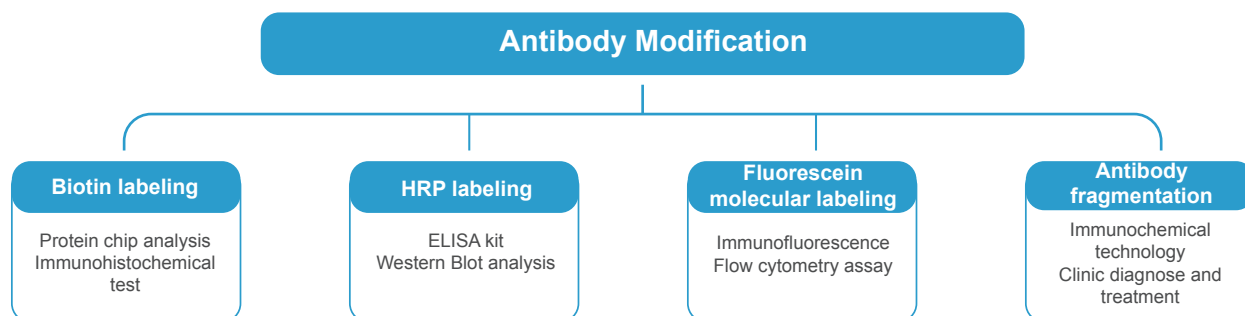 Antibody Modification
Biotin labeling
Protein chip analysis
Immunohistochemical
test
HRP labeling
ELISA kit
Western Blot analysis
Fluorescein
molecular labeling
Immunofluorescence
Flow cytometry assay
Antibody
fragmentation
Immunochemical
technology
Clinic diagnose and
treatment